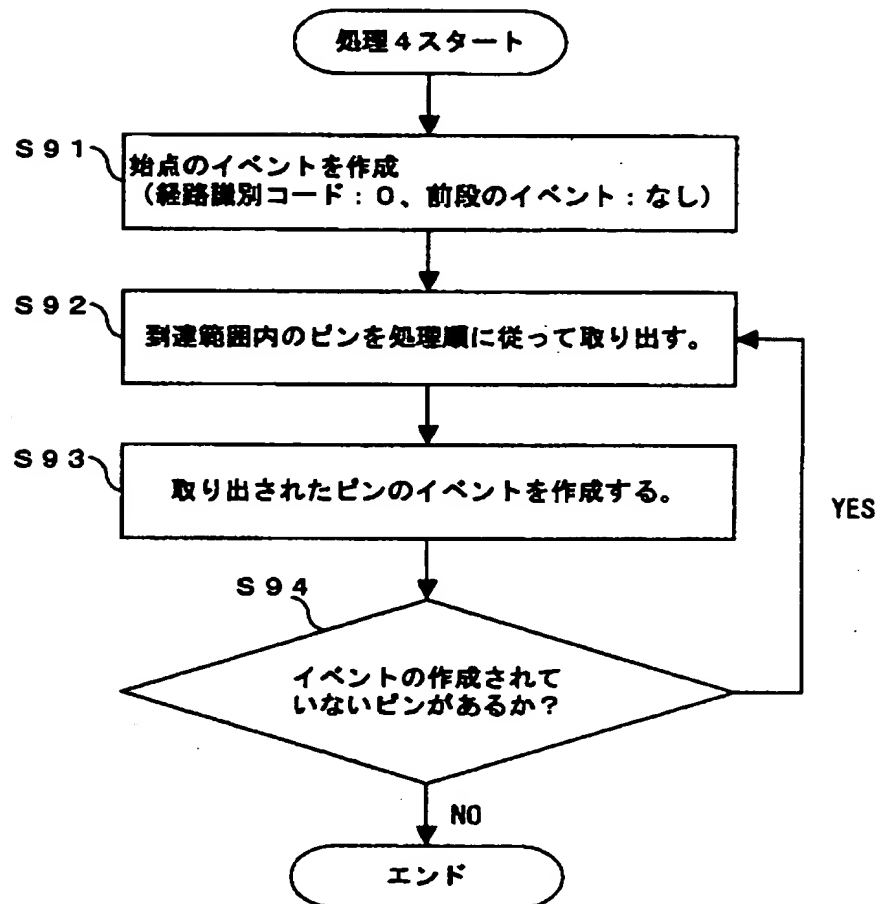 処理4スタート
S91
始点のイベントを作成
(経路識別コード:0、前段のイベント:なし)
S92
到達範囲内のピンを処理順に従って取り出す。
S93
取り出されたピンのイベントを作成する。
YES
S94
イベントの作成されて
いないピンがあるか?
NO
エンド